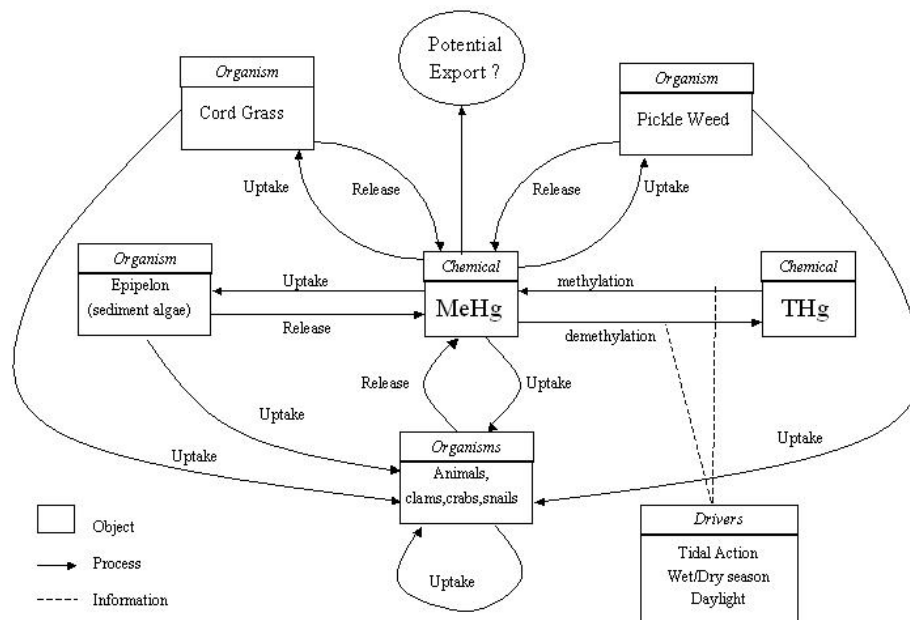 Potential
Export ?
Organism
Cord Grass
Organism
Pickle Weed
Uptake
Release
Release
Uptake
Organism
Epipelon
(sediment algae)
Uptake
Release
Chemical
MeHg
methylation
demethylation
Chemical
THg
Release
Uptake
Uptake
Uptake
Uptake
Organisms
Animals,
clams,crabs,snails
Uptake
Object
Process
Information
Drivers
Tidal Action
Wet/Dry season
Daylight